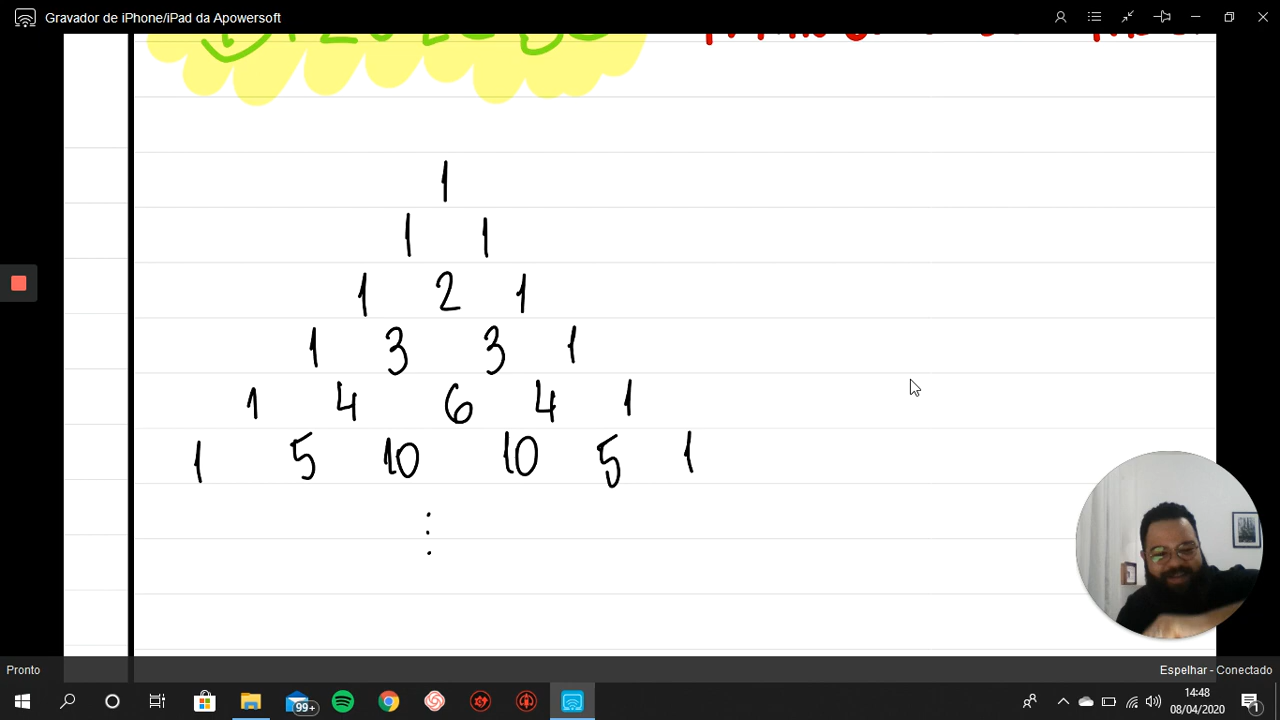 Gravador de iPhone/iPad da Apowersoft
1
1 1
1 2 1
1 3 3 1
1 4 6 4 1
1 5 10 10 5 1
⋮
Pronto
Espelhar - Conectado
99+
14:48
08/04/2020
1